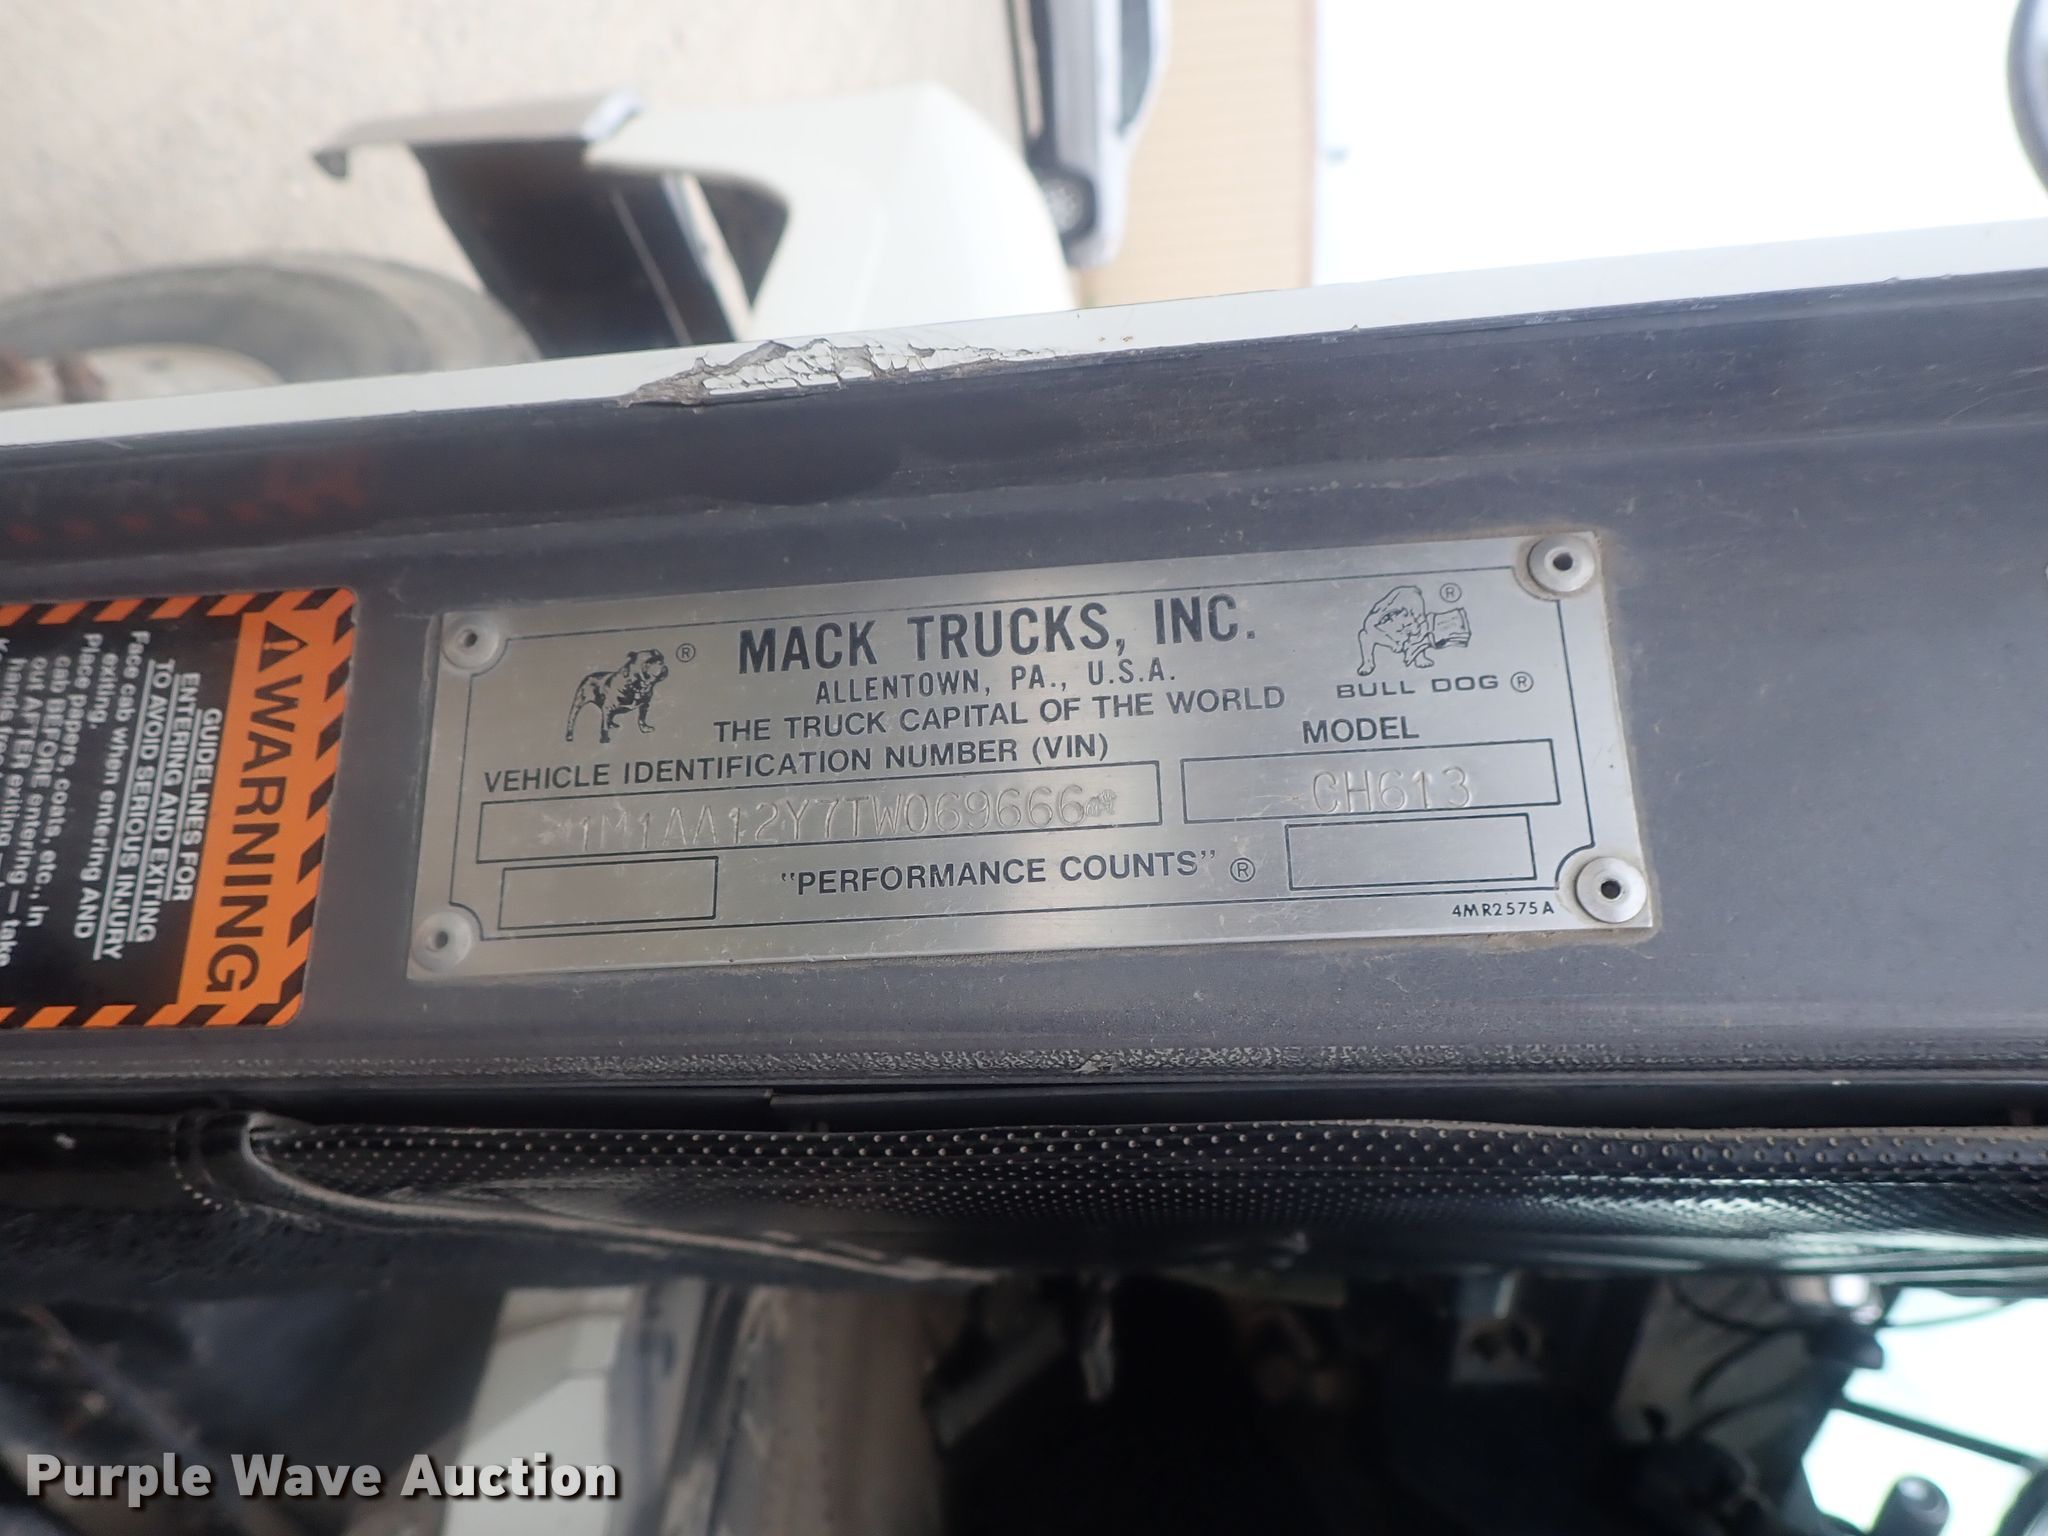 ® MACK TRUCKS, INC. ®
ALLENTOWN, PA., U.S.A.
BULL DOG ®
THE TRUCK CAPITAL OF THE WORLD
VEHICLE IDENTIFICATION NUMBER (VIN)
MODEL
1M1AA12Y7TW069666
CH613
"PERFORMANCE COUNTS" ®
4MR2575A
WARNING
GUIDELINES FOR
ENTERING AND EXITING
TO AVOID SERIOUS INJURY
Face cab when entering AND
exiting.
Place papers, coats, etc., in
cab BEFORE entering and
out AFTER exiting — take
Purple Wave Auction